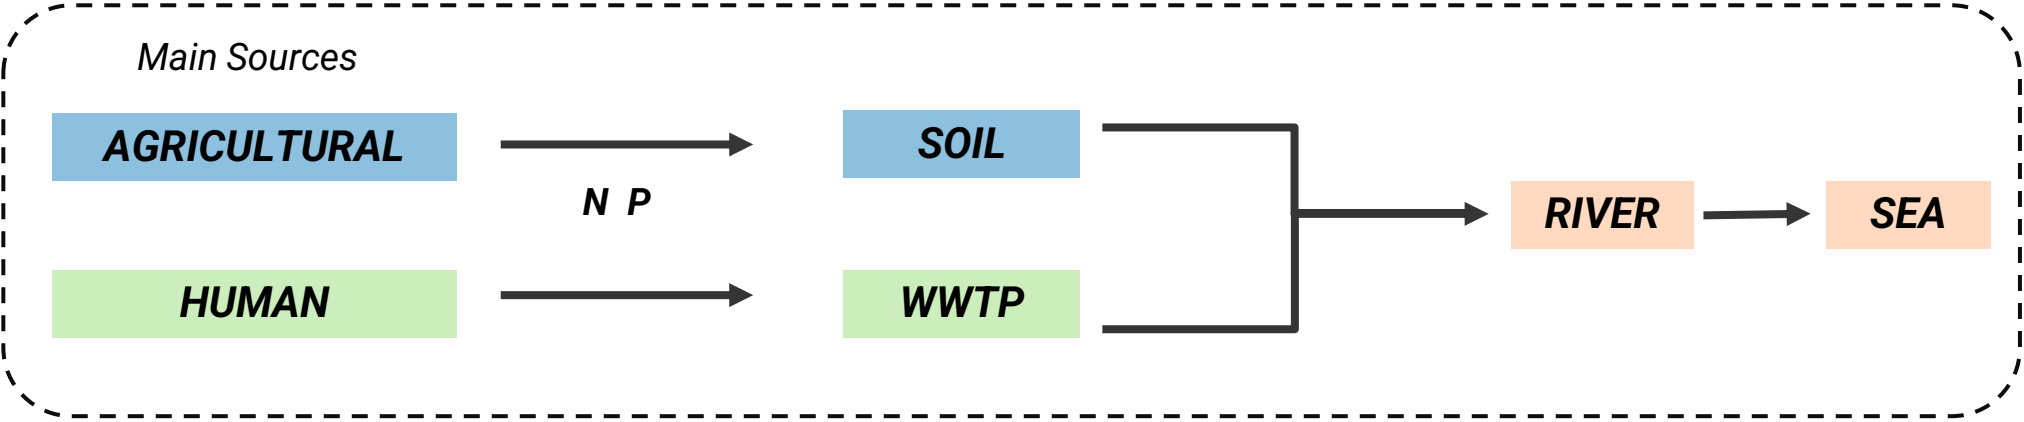 Main Sources
AGRICULTURAL
SOIL
N P
RIVER
SEA
HUMAN
WWTP